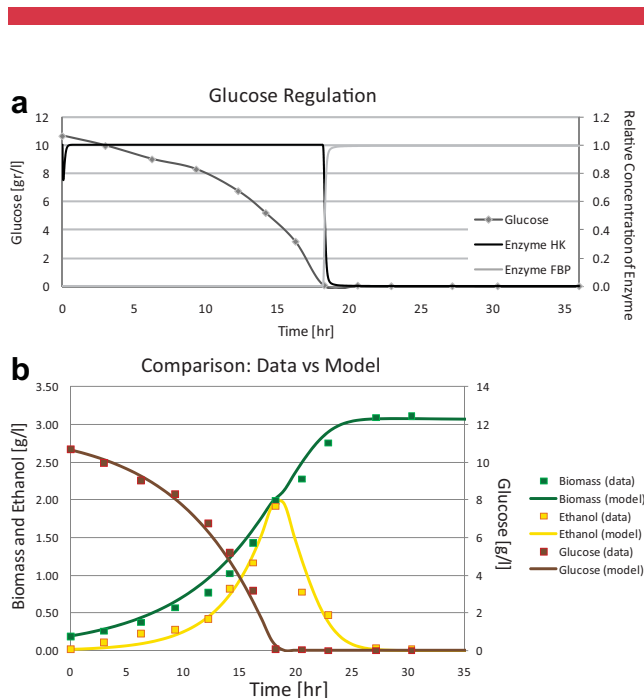 a
Glucose Regulation
12 10 8 6 4 2 0
Glucose [gr/l]
1.2 1.0 0.8 0.6 0.4 0.2 0.0
Relative Concentration of Enzyme
Glucose
Enzyme HK
Enzyme FBP
0 5 10 15 20 25 30 35
Time [hr]
b
Comparison: Data vs Model
3.50 3.00 2.50 2.00 1.50 1.00 0.50 0.00
Biomass and Ethanol [g/l]
14 12 10 8 6 4 2 0
Glucose [g/l]
Biomass (data)
Biomass (model)
Ethanol (data)
Ethanol (model)
Glucose (data)
Glucose (model)
0 5 10 15 20 25 30 35
Time [hr]